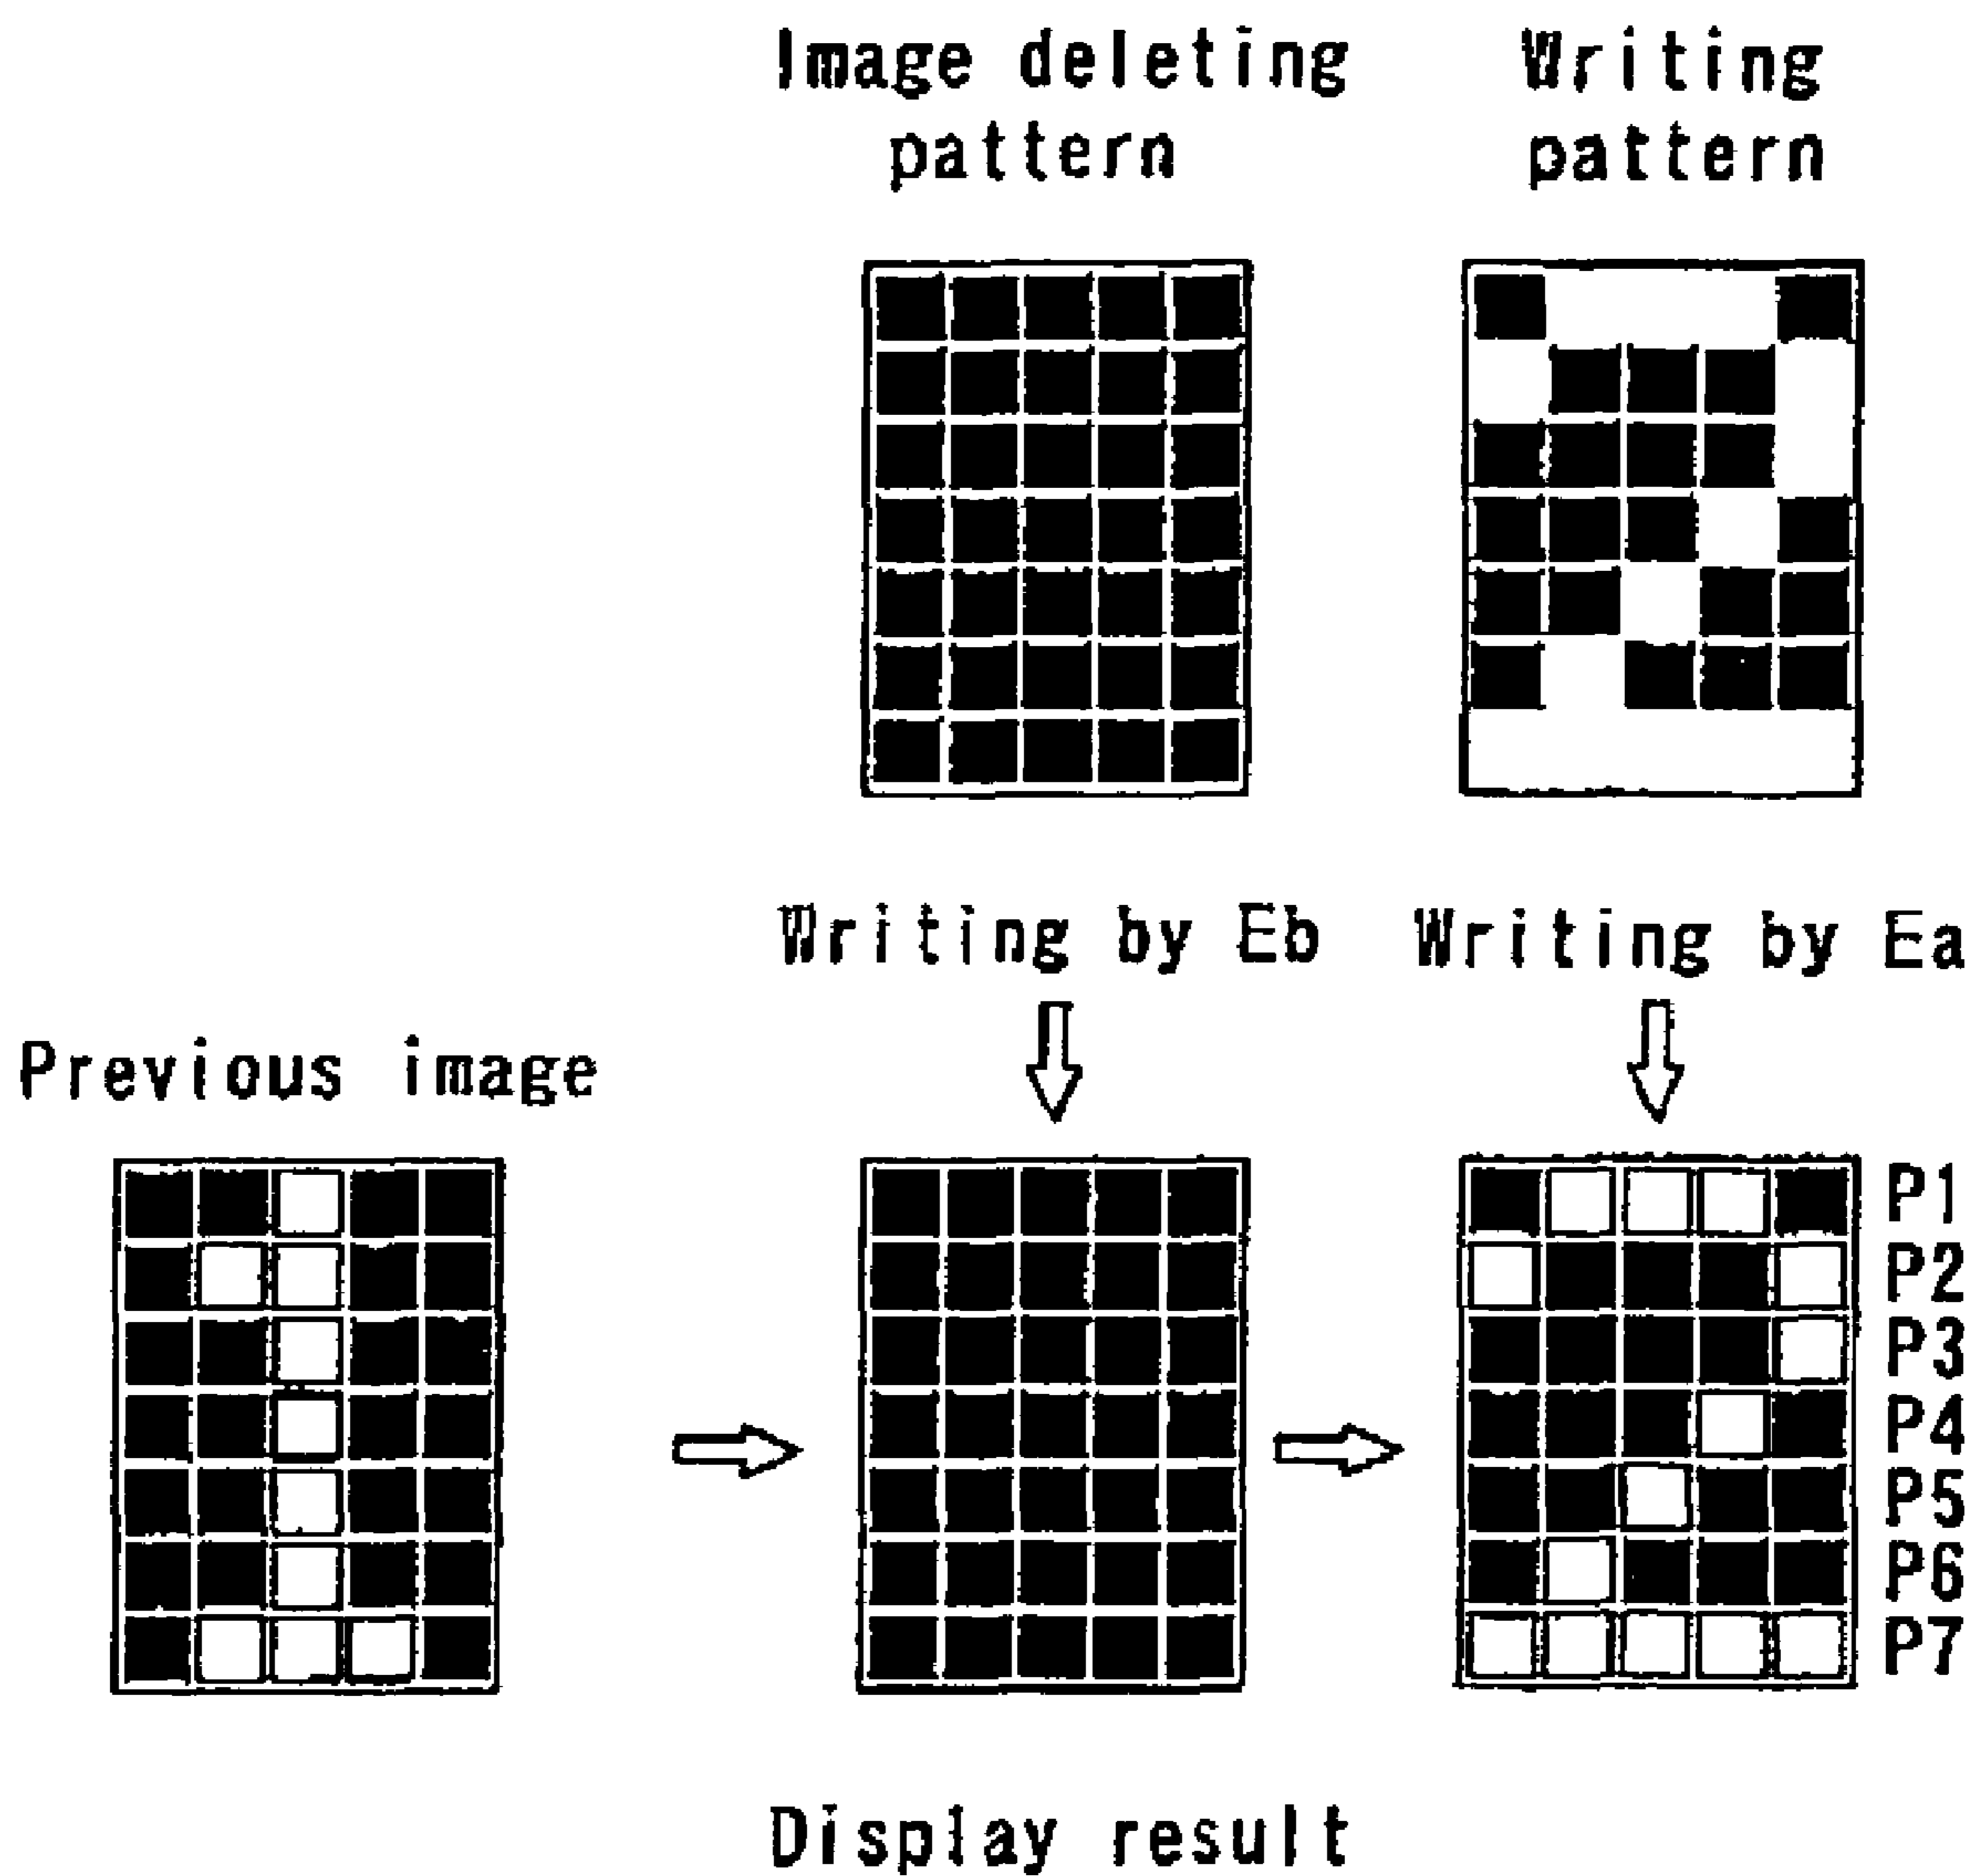 Image deleting pattern
Writing pattern
Writing by Eb
Writing by Ea
Previous image
P1
P2
P3
P4
P5
P6
P7
Display result